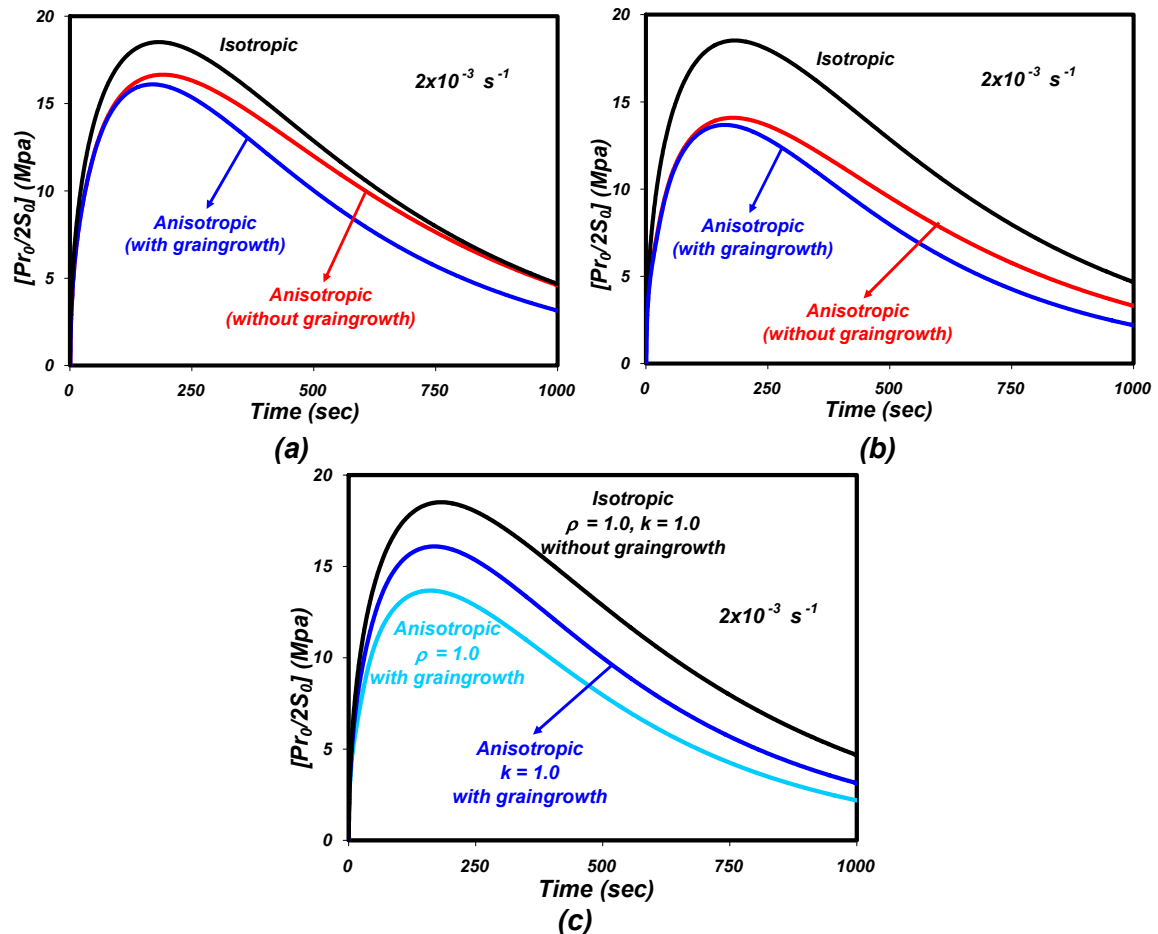 20
15
10
5
0
[Pr₀/2S₀] (Mpa)
Isotropic
2x10⁻³ s⁻¹
Anisotropic
(with graingrowth)
Anisotropic
(without graingrowth)
0 250 500 750 1000
Time (sec)
(a)
20
15
10
5
0
[Pr₀/2S₀] (Mpa)
Isotropic
2x10⁻³ s⁻¹
Anisotropic
(with graingrowth)
Anisotropic
(without graingrowth)
0 250 500 750 1000
Time (sec)
(b)
20
15
10
5
0
[Pr₀/2S₀] (Mpa)
Isotropic
ρ = 1.0, k = 1.0
without graingrowth
2x10⁻³ s⁻¹
Anisotropic
ρ = 1.0
with graingrowth
Anisotropic
k = 1.0
with graingrowth
0 250 500 750 1000
Time (sec)
(c)